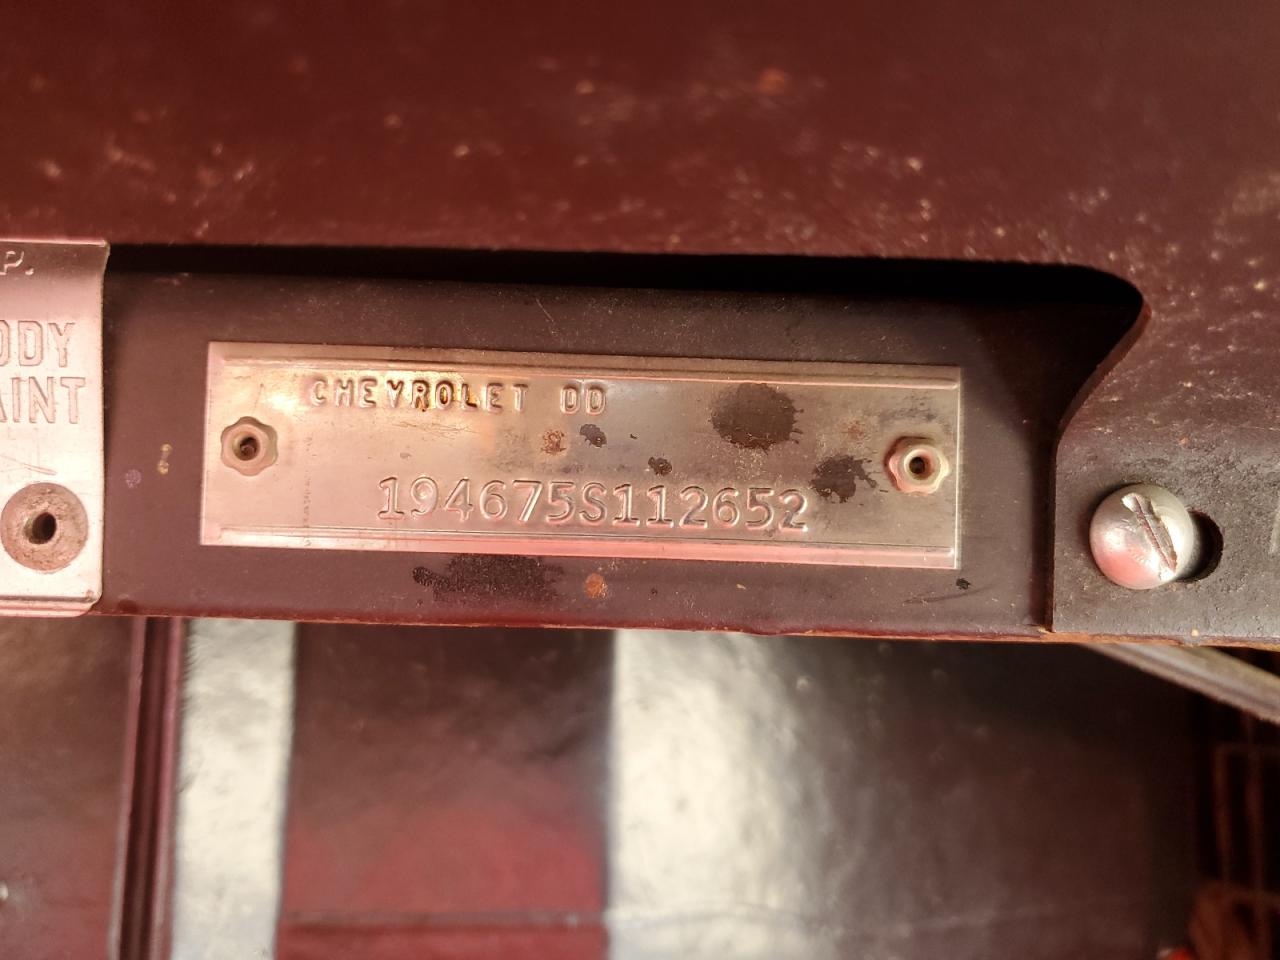 P.
ODY
AINT
CHEVROLET DD
194675S112652